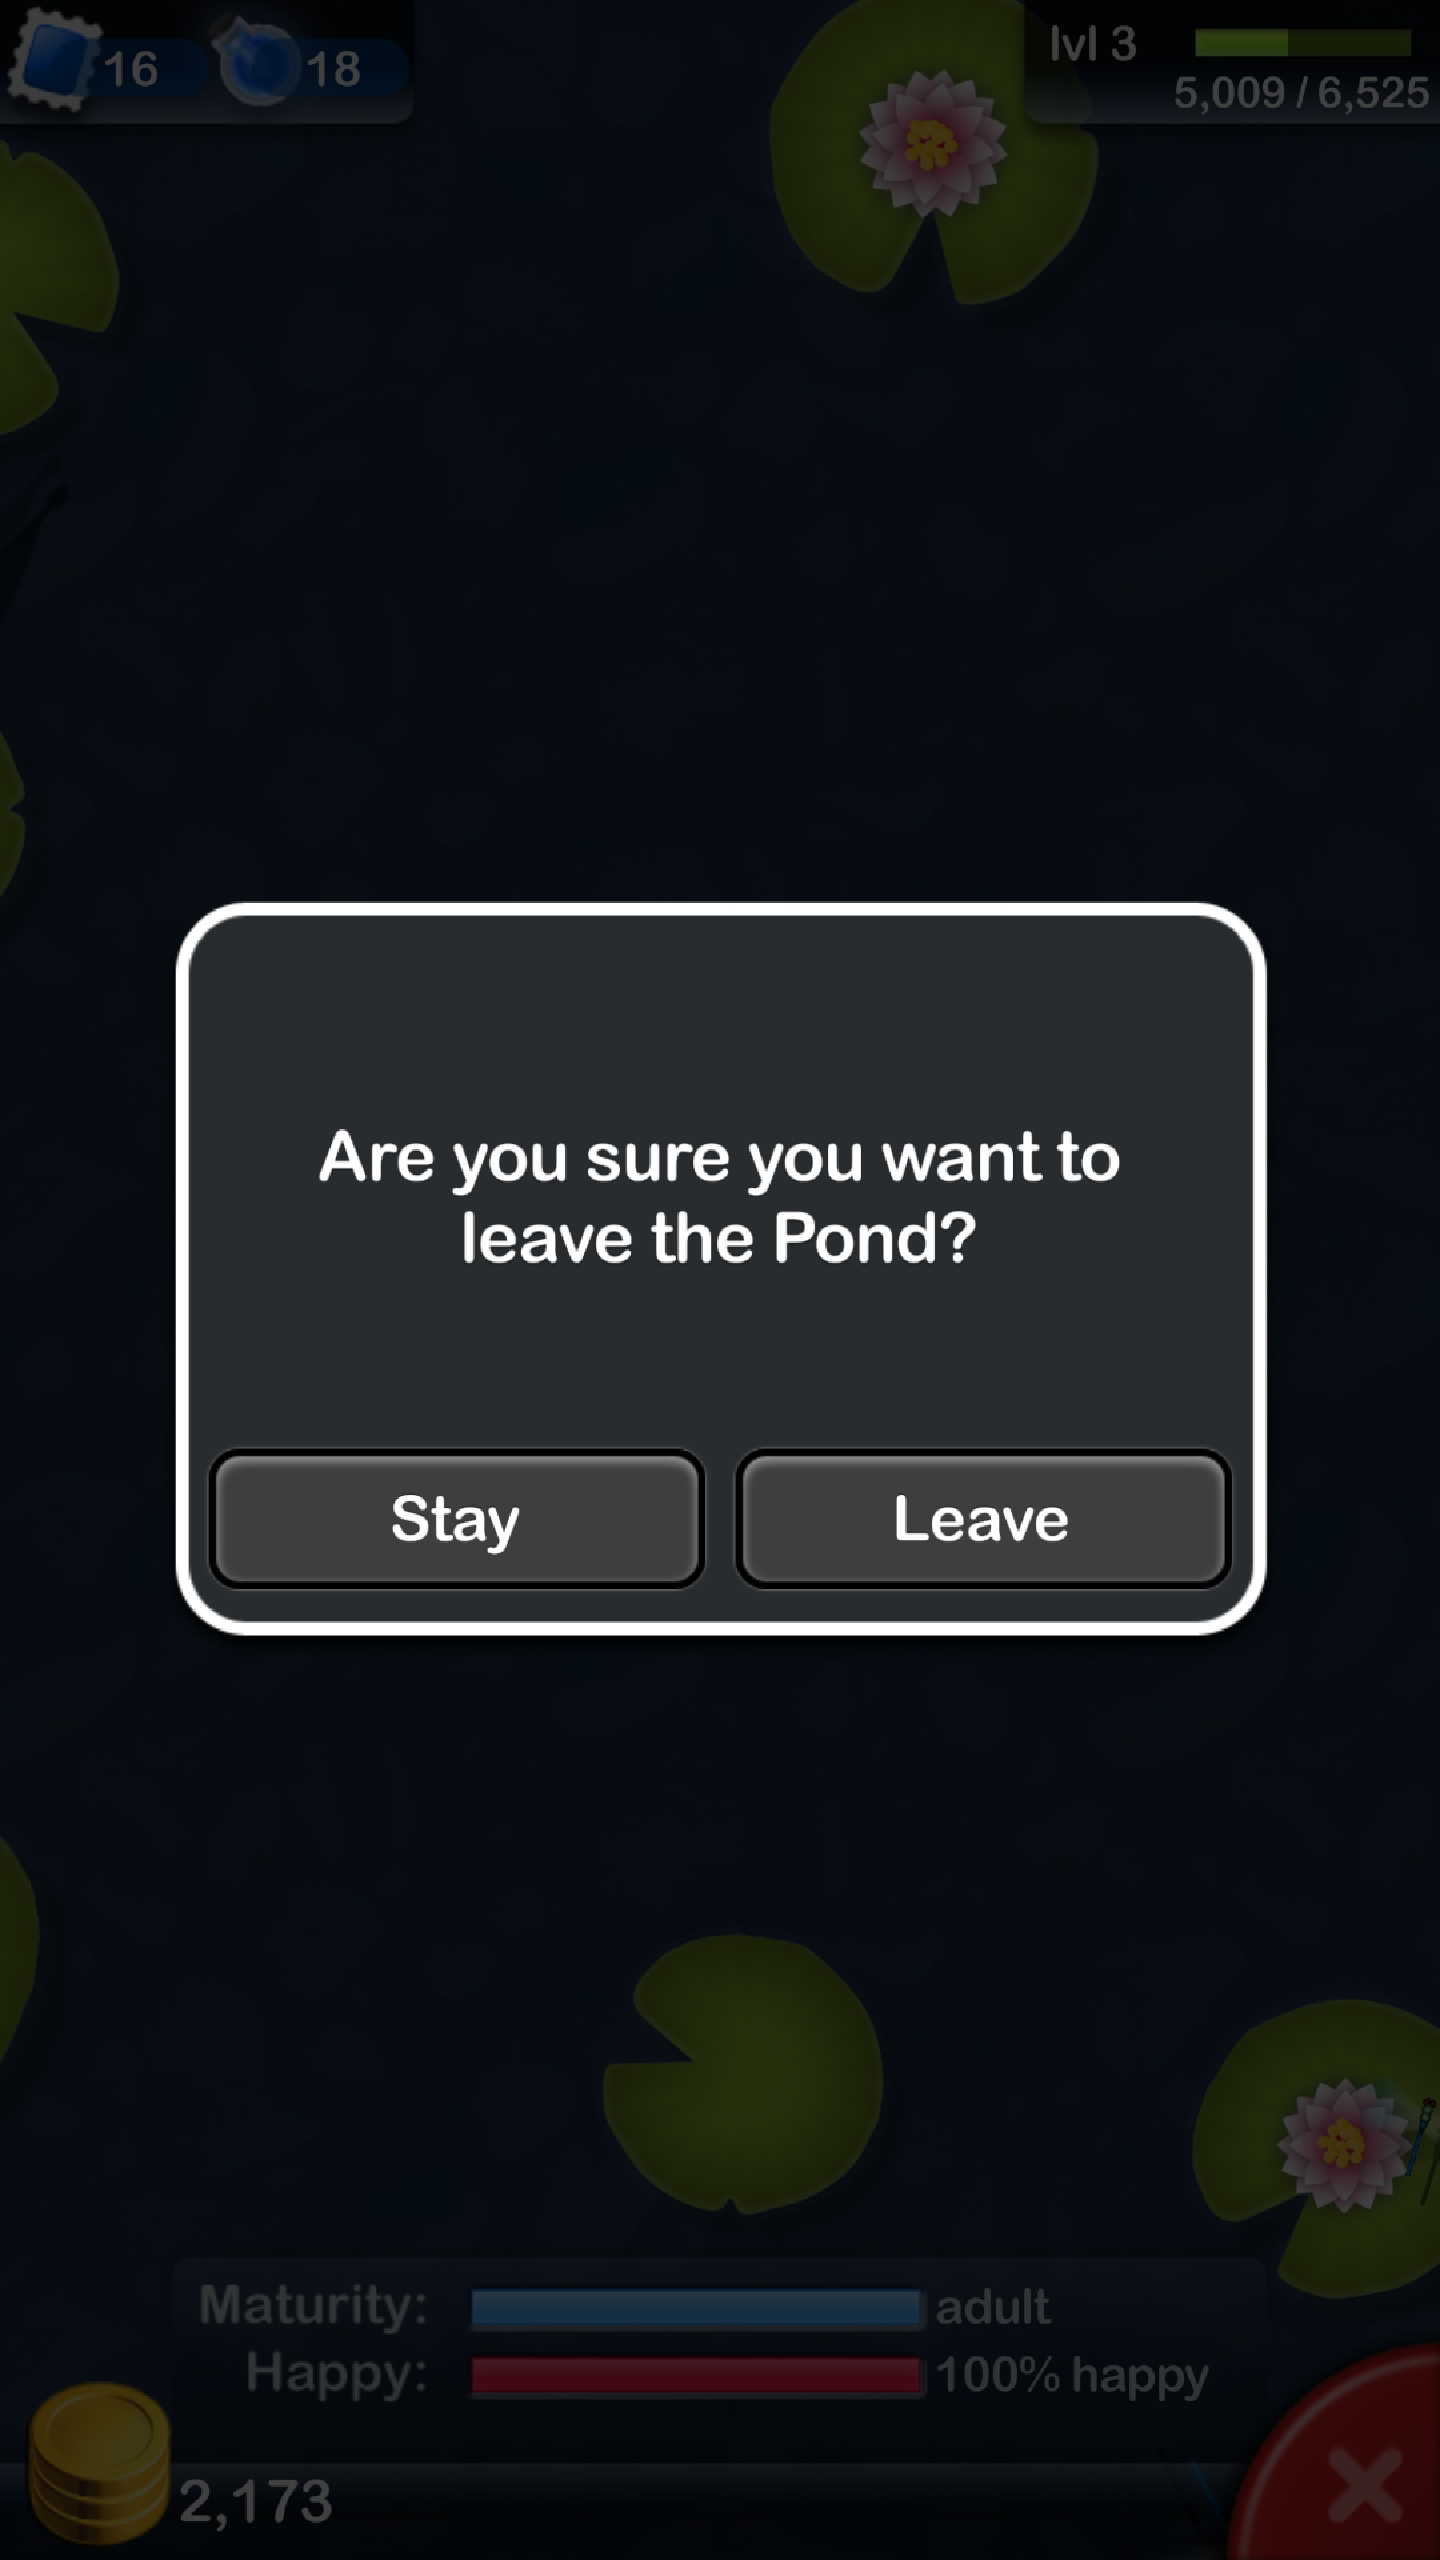 16
18
lvl 3
5,009 / 6,525
Are you sure you want to
leave the Pond?
Stay
Leave
Maturity:
adult
Happy:
100% happy
2,173